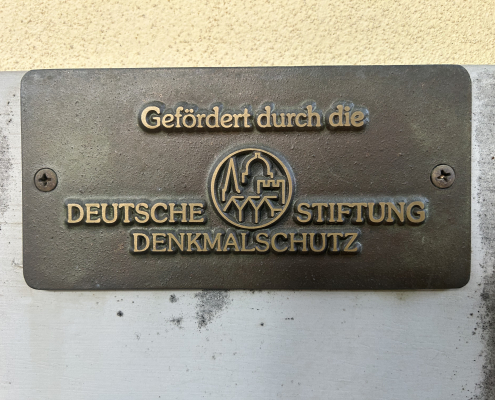 Gefördert durch die
DEUTSCHE STIFTUNG
DENKMALSCHUTZ